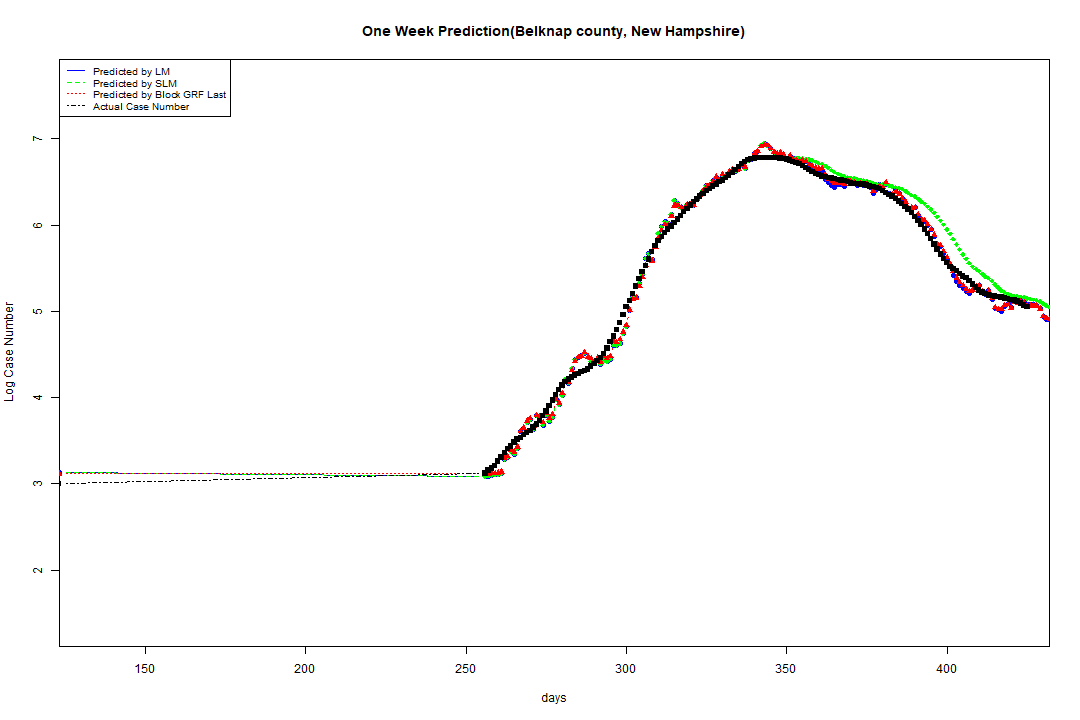 One Week Prediction(Belknap county, New Hampshire)
Predicted by LM
Predicted by SLM
Predicted by Block GRF Last
Actual Case Number
7
6
5
4
3
2
Log Case Number
150 200 250 300 350 400
days